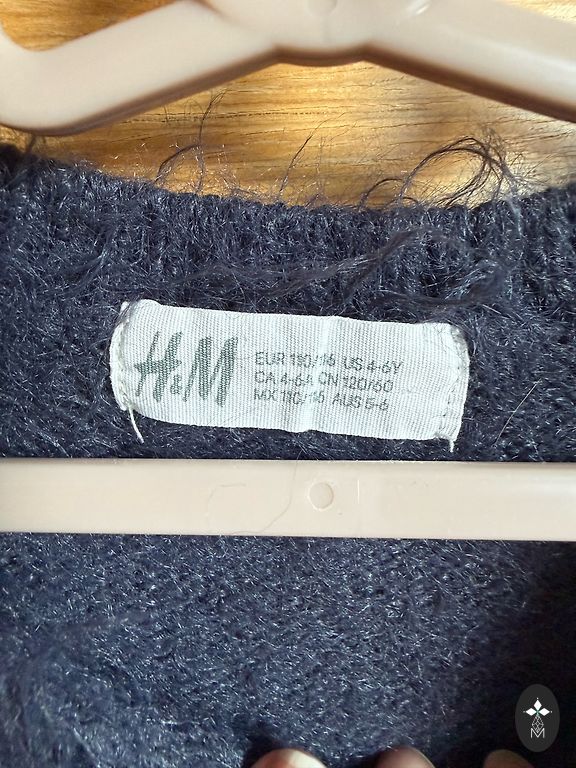 H&M
EUR 110/116 US 4-6Y
CA 4-6A CN 120/60
MX 110/116 AUS 5-6
M